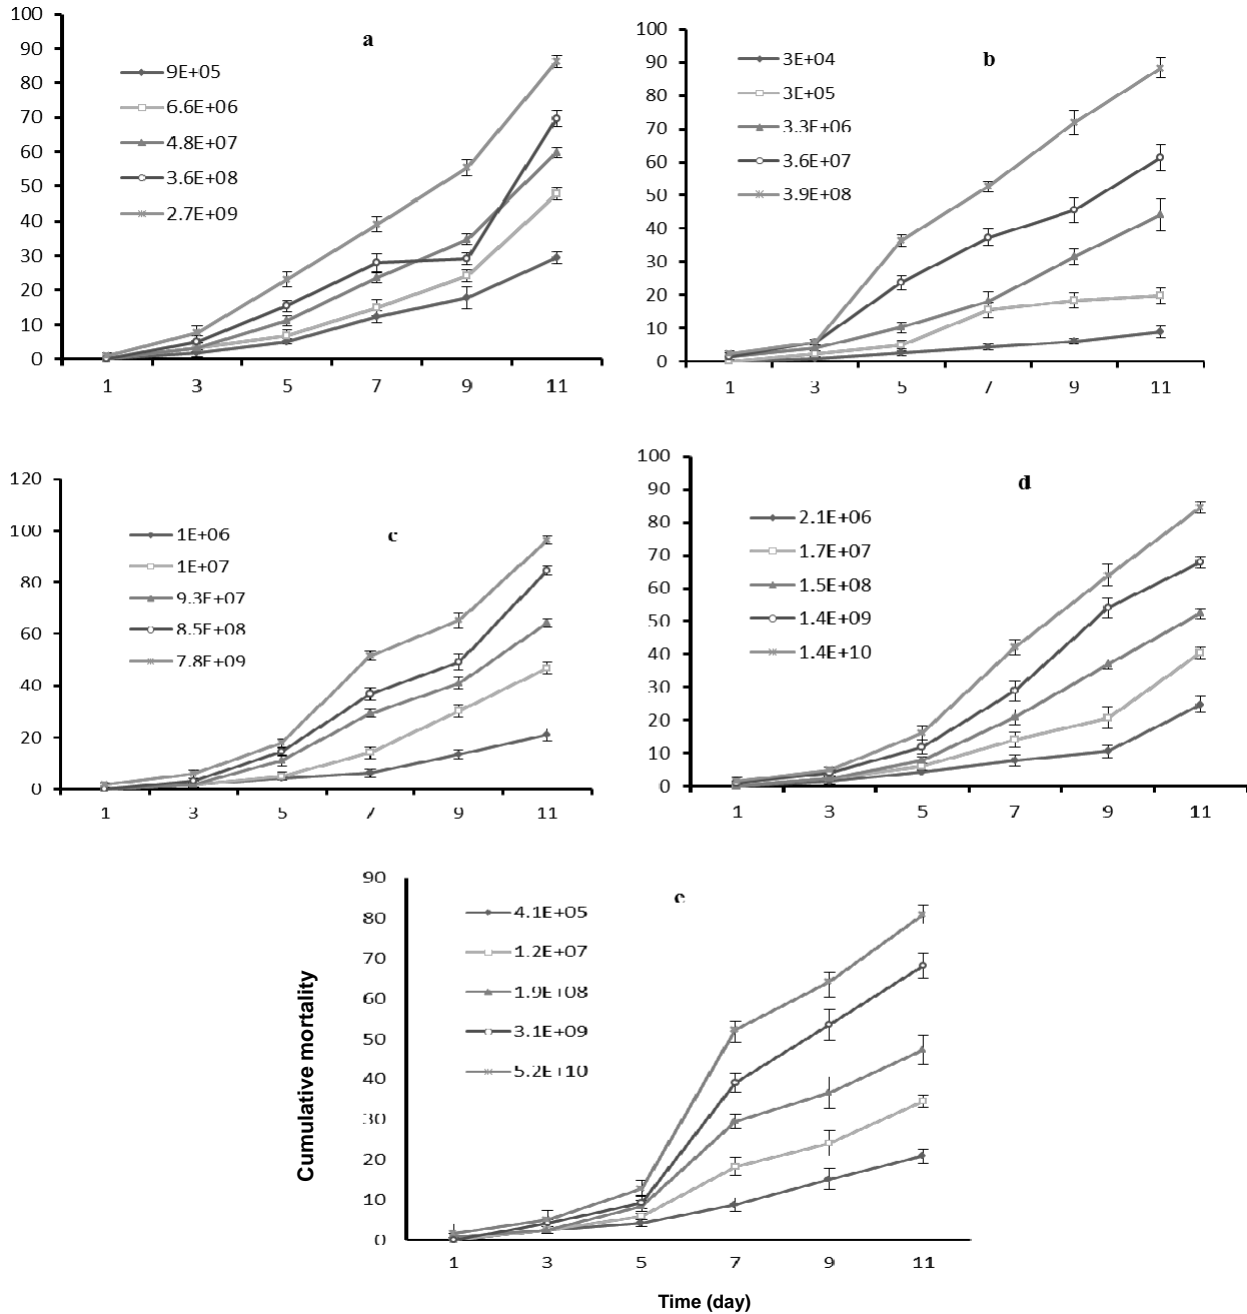 100
90
80
70
60
50
40
30
20
10
0
a
9E+05
6.6E+06
4.8E+07
3.6E+08
2.7E+09
1 3 5 7 9 11
100
90
80
70
60
50
40
30
20
10
0
b
3E+04
3E+05
3.3E+06
3.6E+07
3.9E+08
1 3 5 7 9 11
120
100
80
60
40
20
0
c
1E+06
1E+07
9.3E+07
8.5E+08
7.8E+09
1 3 5 7 9 11
100
90
80
70
60
50
40
30
20
10
0
d
2.1E+06
1.7E+07
1.5E+08
1.4E+09
1.4E+10
1 3 5 7 9 11
Cumulative mortality
90
80
70
60
50
40
30
20
10
0
e
4.1E+05
1.2E+07
1.9E+08
3.1E+09
5.2E+10
1 3 5 7 9 11
Time (day)